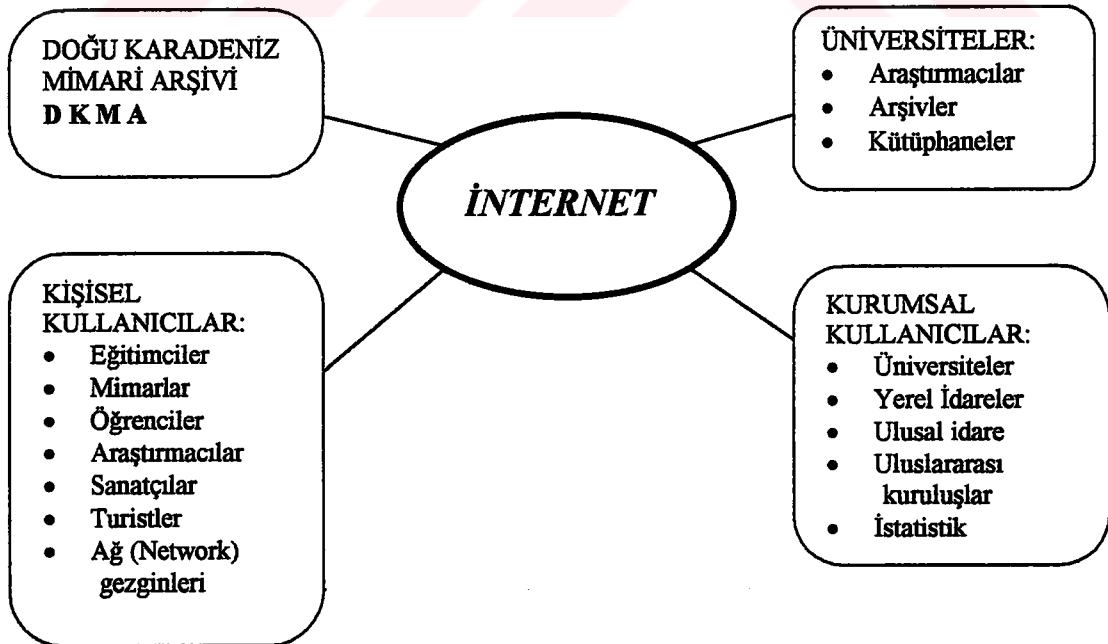 DOĞU KARADENİZ
MİMARİ ARŞİVİ
D K M A
ÜNİVERSİTELER:
• Araştırmacılar
• Arşivler
• Kütüphaneler
İNTERNET
KİŞİSEL
KULLANICILAR:
• Eğitimciler
• Mimarlar
• Öğrenciler
• Araştırmacılar
• Sanatçılar
• Turistler
• Ağ (Network)
gezginleri
KURUMSAL
KULLANICILAR:
• Üniversiteler
• Yerel İdareler
• Ulusal idare
• Uluslararası
kuruluşlar
• İstatistik